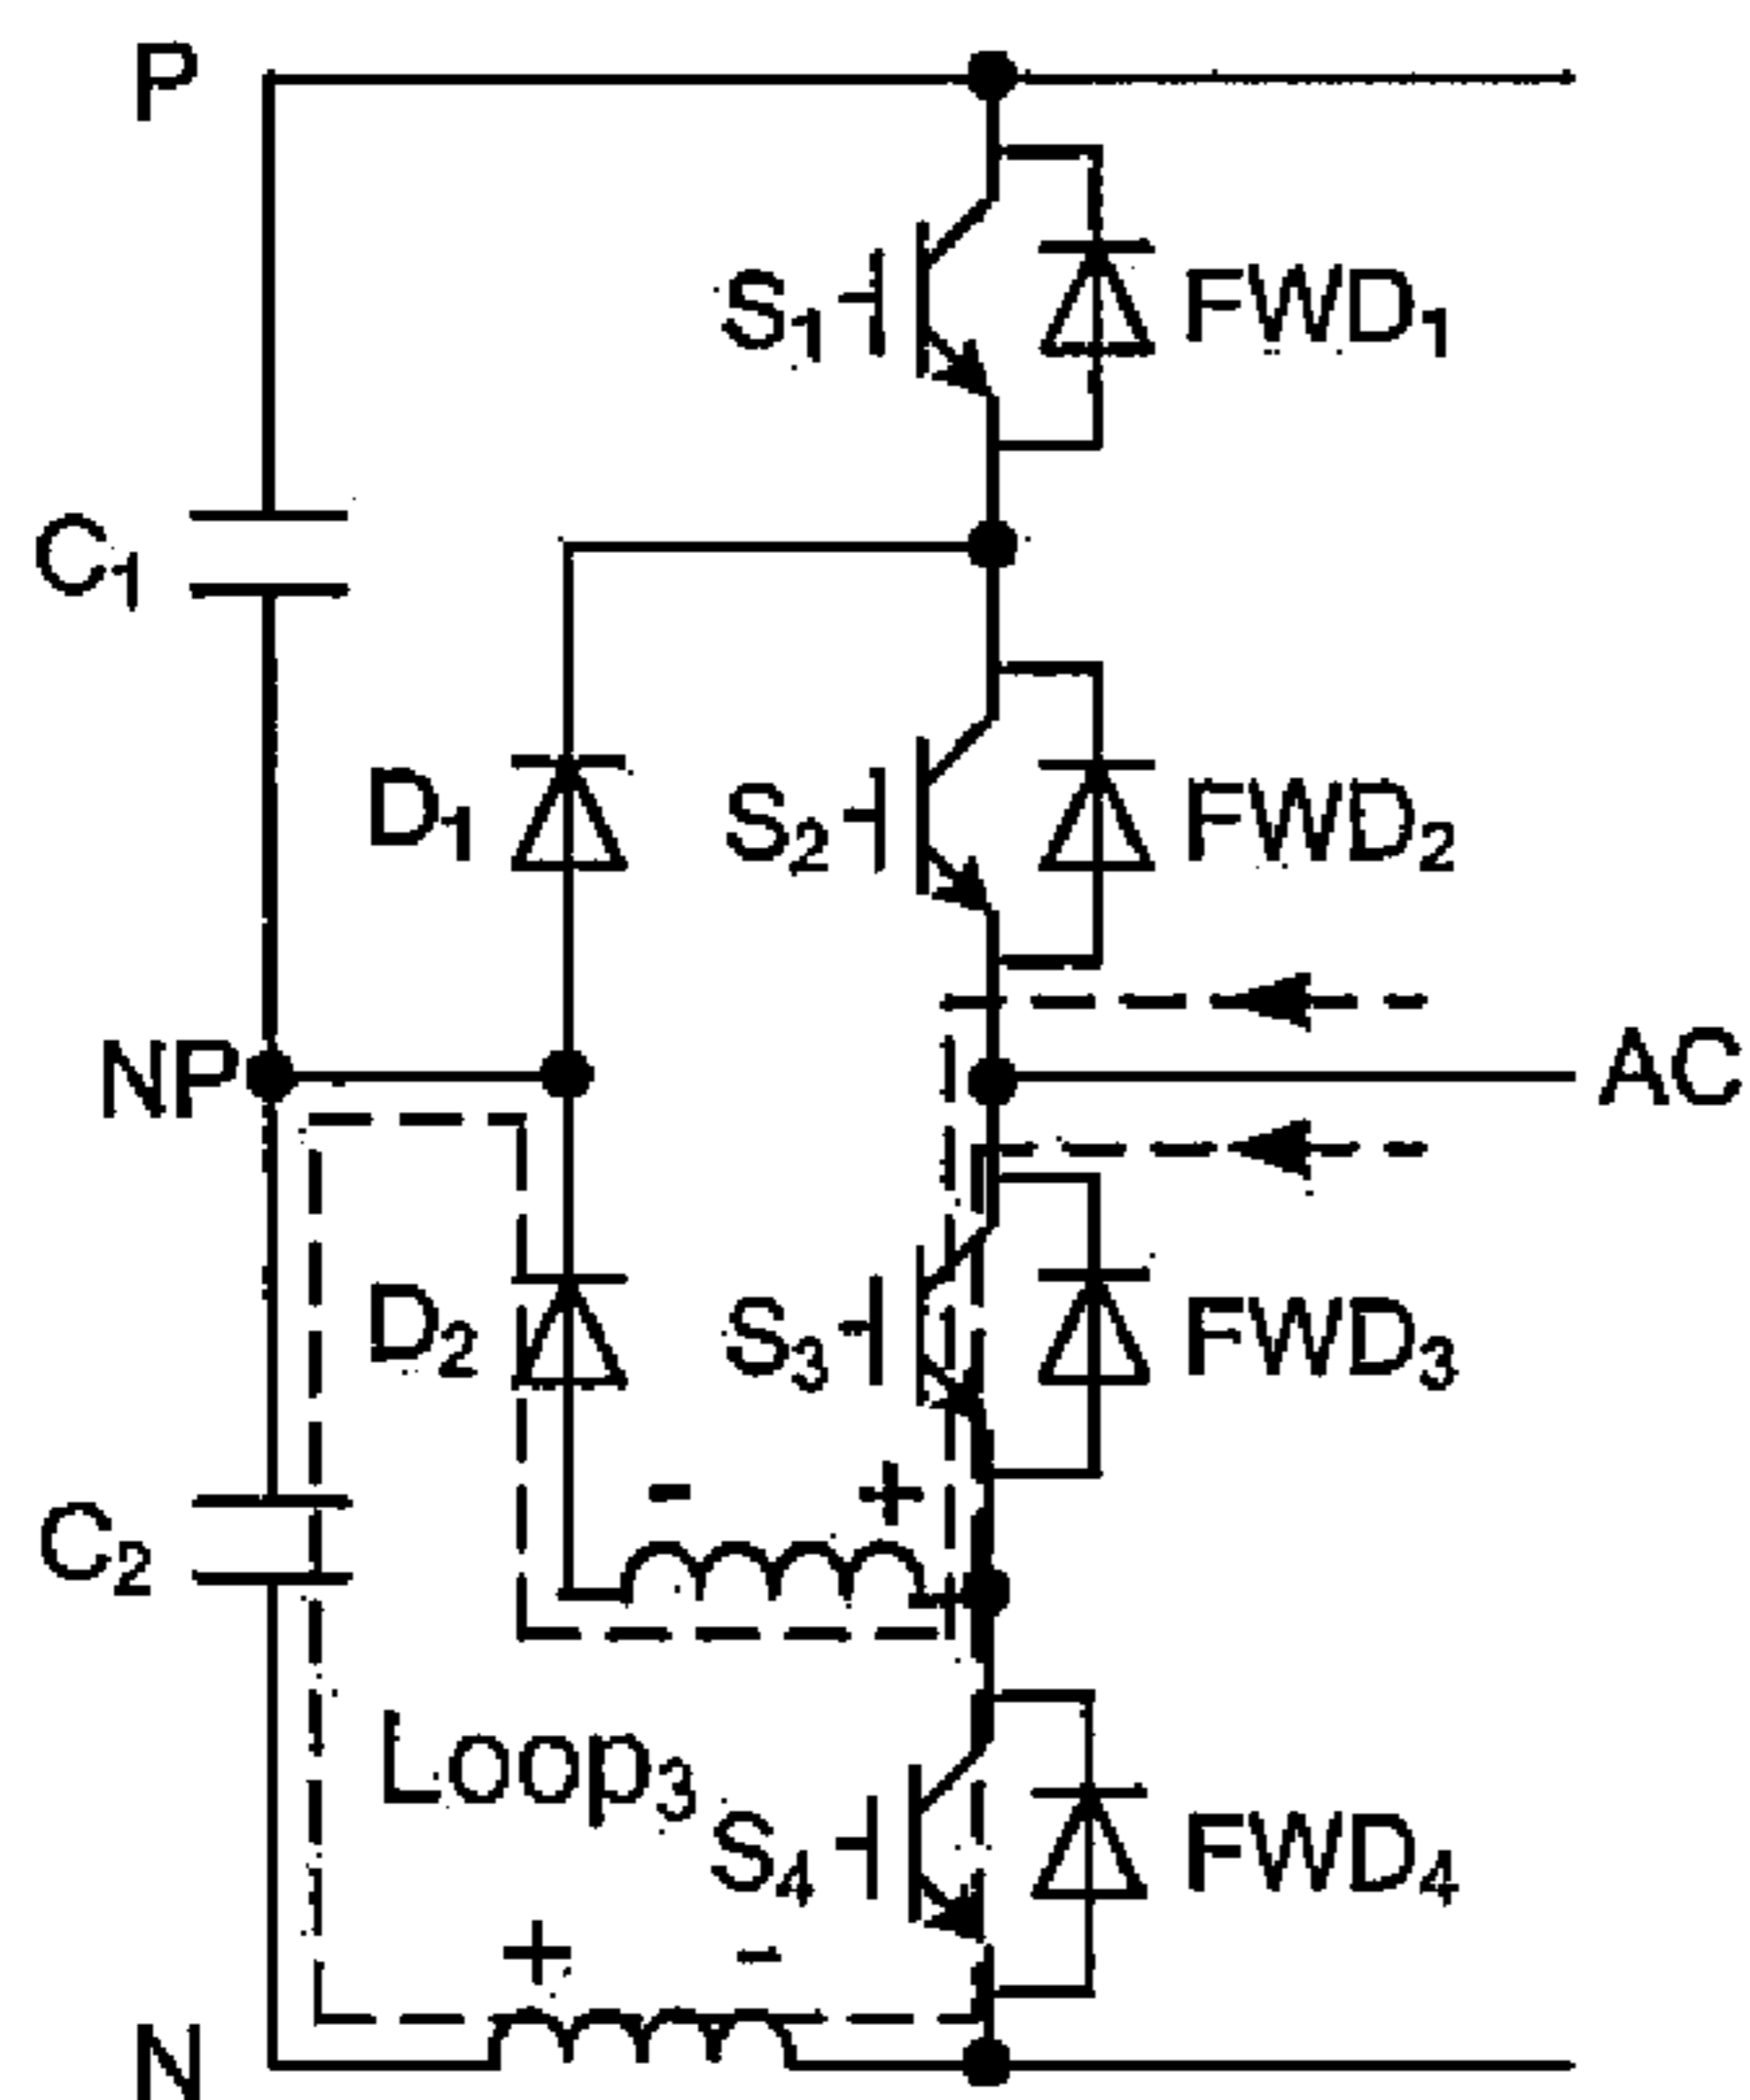 P
S1
FWD1
C1
D1
S2
FWD2
NP
AC
D2
S3
FWD3
- +
C2
Loop3
S4
FWD4
+ -
N